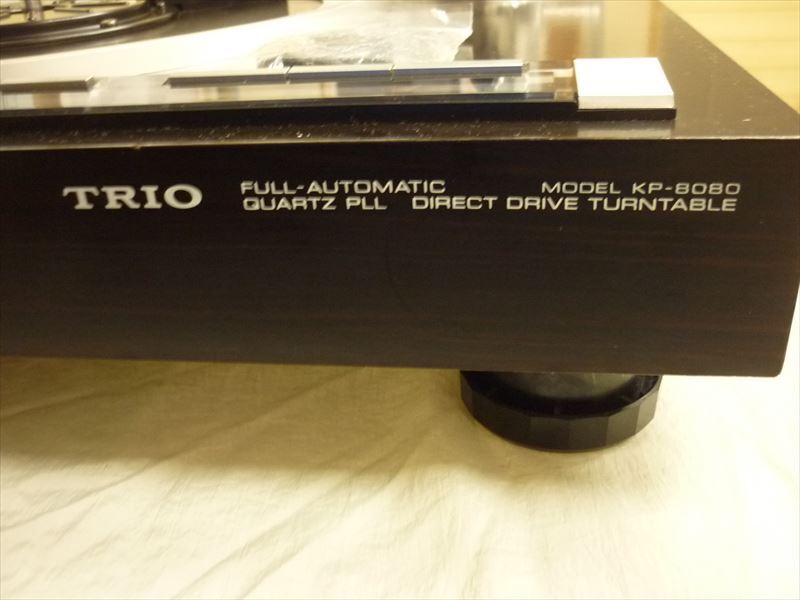 TRIO
FULL-AUTOMATIC MODEL KP-8080
QUARTZ PLL DIRECT DRIVE TURNTABLE